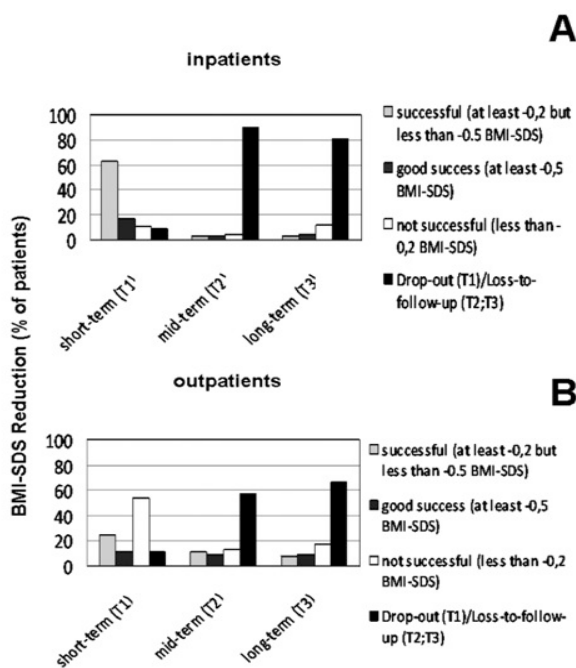 A
inpatients
100
80
60
40
20
0
short-term (T1)
mid-term (T2)
long-term (T3)
successful (at least -0,2 but
less than -0.5 BMI-SDS)
good success (at least -0,5
BMI-SDS)
not successful (less than -
0,2 BMI-SDS)
Drop-out (T1)/Loss-to-
follow-up (T2;T3)
BMI-SDS Reduction (% of patients)
outpatients
B
100
80
60
40
20
0
short-term (T1)
mid-term (T2)
long-term (T3)
successful (at least -0,2 but
less than -0.5 BMI-SDS)
good success (at least -0,5
BMI-SDS)
not successful (less than
-0,2 BMI-SDS)
Drop-out (T1)/Loss-to-follow-up
(T2;T3)